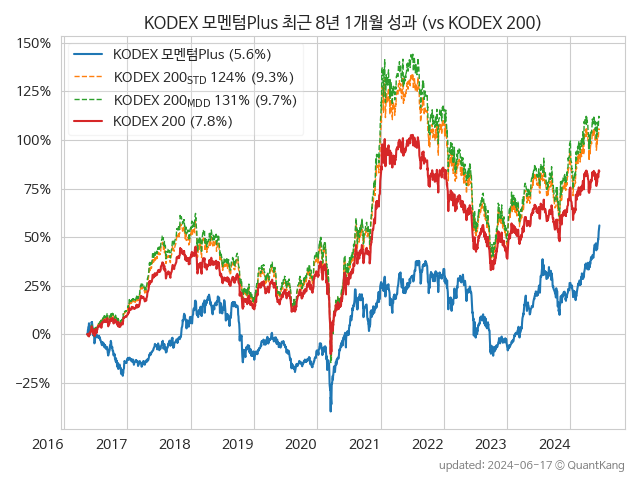 KODEX 모멘텀Plus 최근 8년 1개월 성과 (vs KODEX 200)
150%
125%
100%
75%
50%
25%
0%
−25%
KODEX 모멘텀Plus (5.6%)
KODEX 200STD 124% (9.3%)
KODEX 200MDD 131% (9.7%)
KODEX 200 (7.8%)
2016 2017 2018 2019 2020 2021 2022 2023 2024
updated: 2024-06-17 ⓒ QuantKang